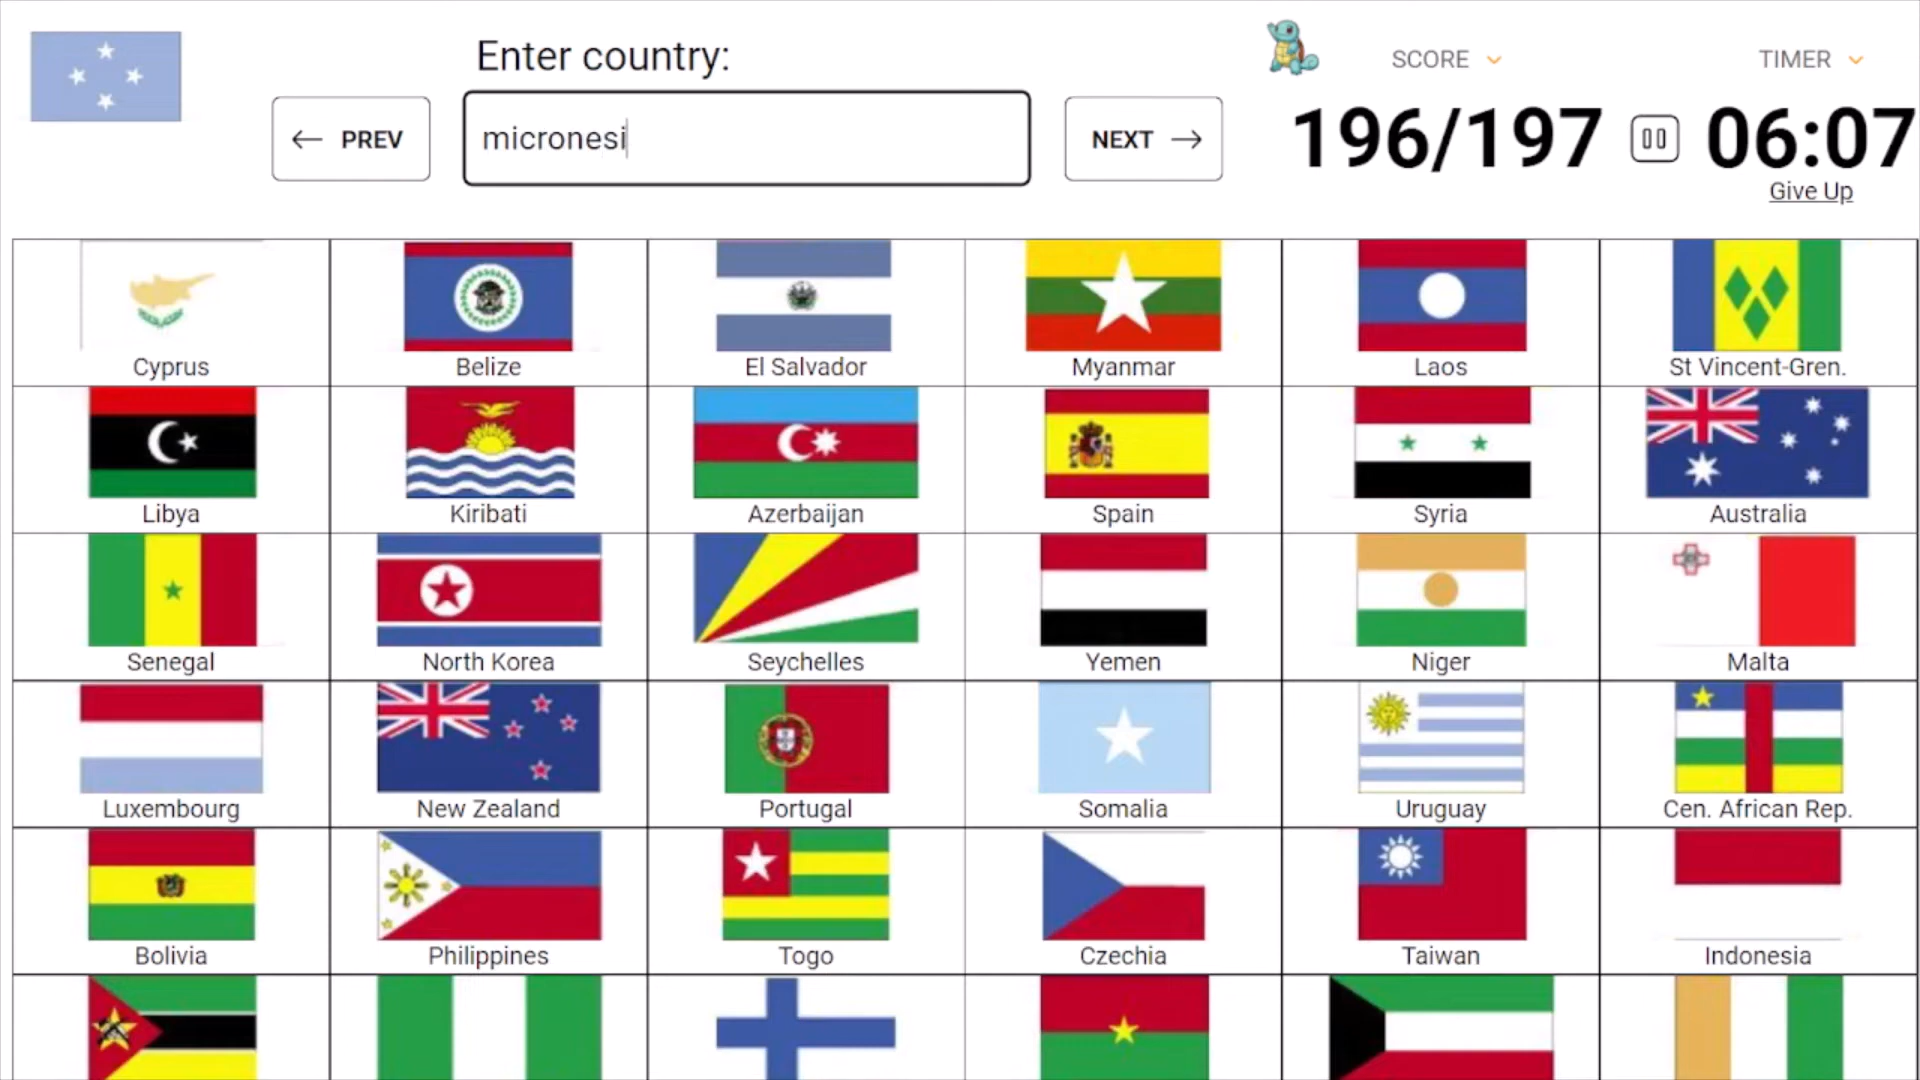 Enter country:
SCORE
TIMER
← PREV
micronesi
NEXT →
196/197
06:07
Give Up
Cyprus
Belize
El Salvador
Myanmar
Laos
St Vincent-Gren.
Libya
Kiribati
Azerbaijan
Spain
Syria
Australia
Senegal
North Korea
Seychelles
Yemen
Niger
Malta
Luxembourg
New Zealand
Portugal
Somalia
Uruguay
Cen. African Rep.
Bolivia
Philippines
Togo
Czechia
Taiwan
Indonesia